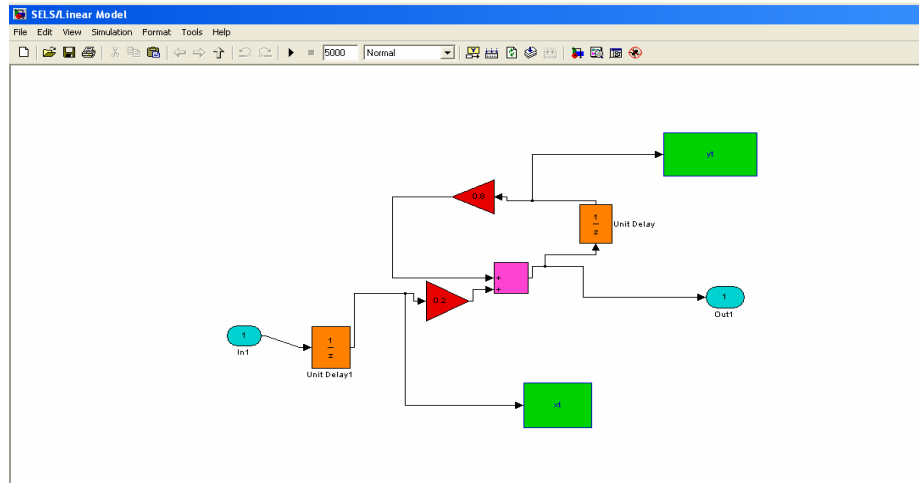 SELS/Linear Model
File Edit View Simulation Format Tools Help
5000 Normal
yt
0.8
1
z
Unit Delay
+
+
0.2
1
Out1
1
In1
1
z
Unit Delay1
xt